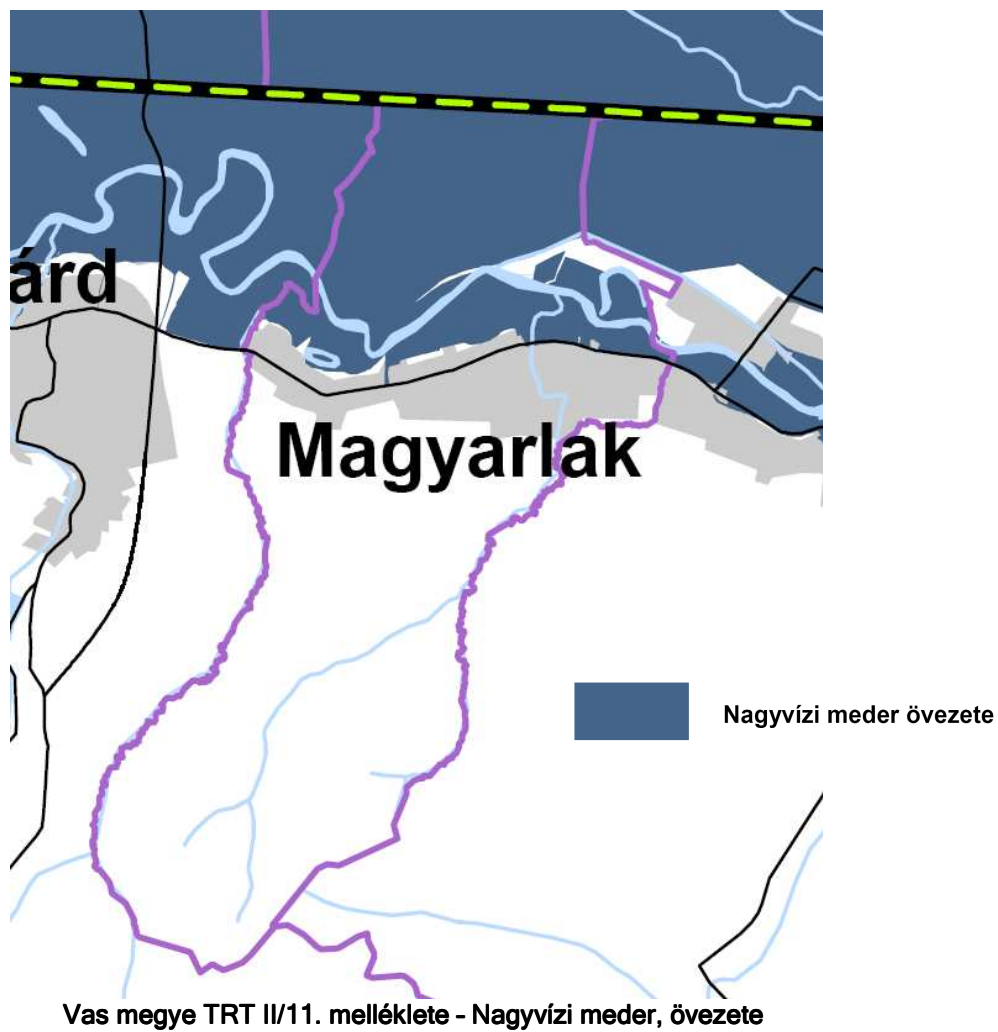 árd
Magyarlak
Nagyvízi meder övezete
Vas megye TRT II/11. melléklete - Nagyvízi meder, övezete